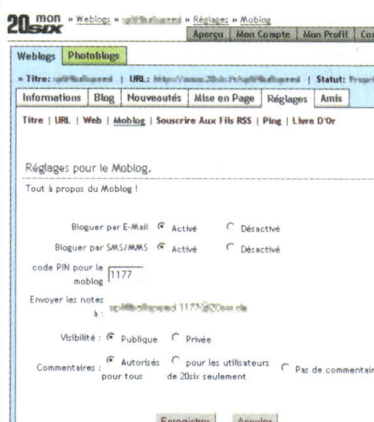 20six mon » Weblogs » » Réglages » Moblog
Aperçu Mon Compte Mon Profil
Weblogs Photoblogs
» Titre: | URL: | Statut:
Informations Blog Nouveautés Mise en Page Réglages Amis
Titre | URL | Web | Moblog | Souscrire Aux Fils RSS | Ping | Livre D'Or
Réglages pour le Moblog.
Tout à propos du Moblog !
Bloguer par E-Mail Activé Désactivé
Bloguer par SMS/MMS Activé Désactivé
code PIN pour le
moblog 1177
Envoyer les notes
à :
Visibilité : Publique Privée
Commentaires : Autorisés pour les utilisateurs Pas de commentair
pour tous de 20six seulement
Enregistrer Annuler